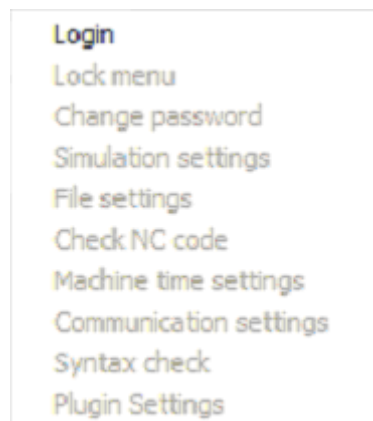 Login
Lock menu
Change password
Simulation settings
File settings
Check NC code
Machine time settings
Communication settings
Syntax check
Plugin Settings